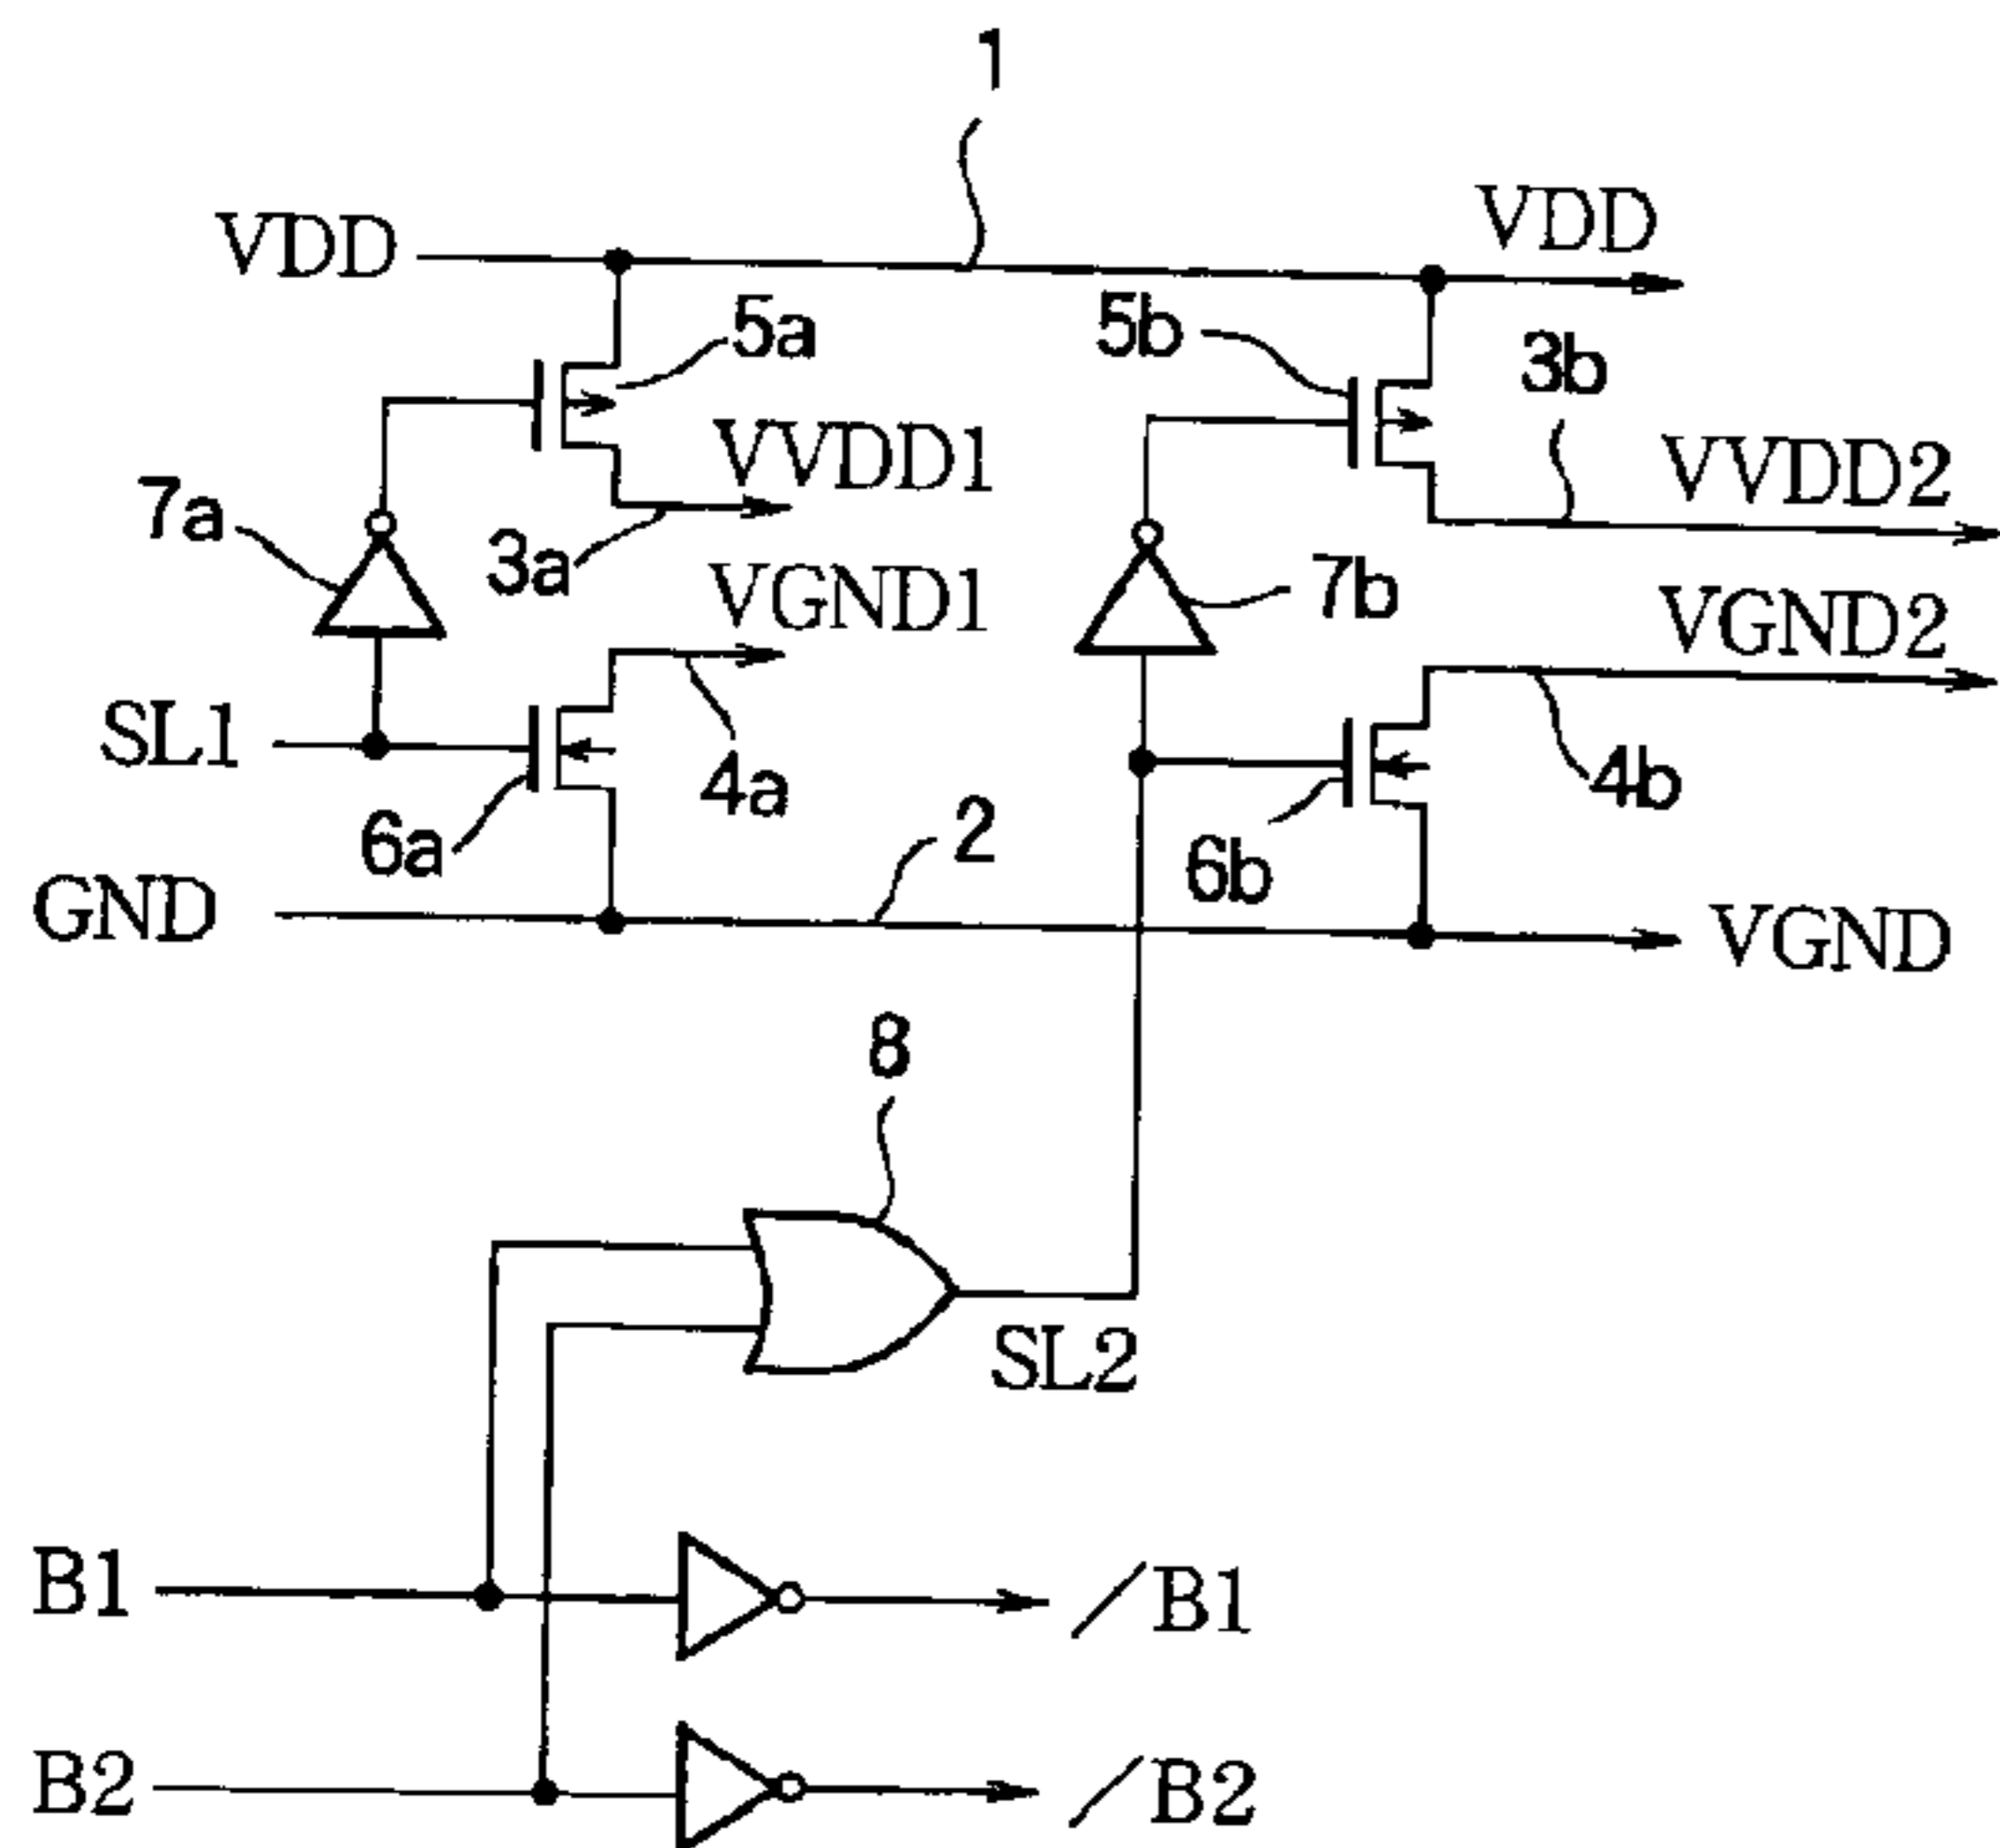 1
VDD
VDD
5a
5b
3b
VVDD1
VVDD2
7a
3a
VGND1
7b
VGND2
SL1
4a
4b
6a
2
6b
GND
VGND
8
SL2
B1
/B1
B2
/B2